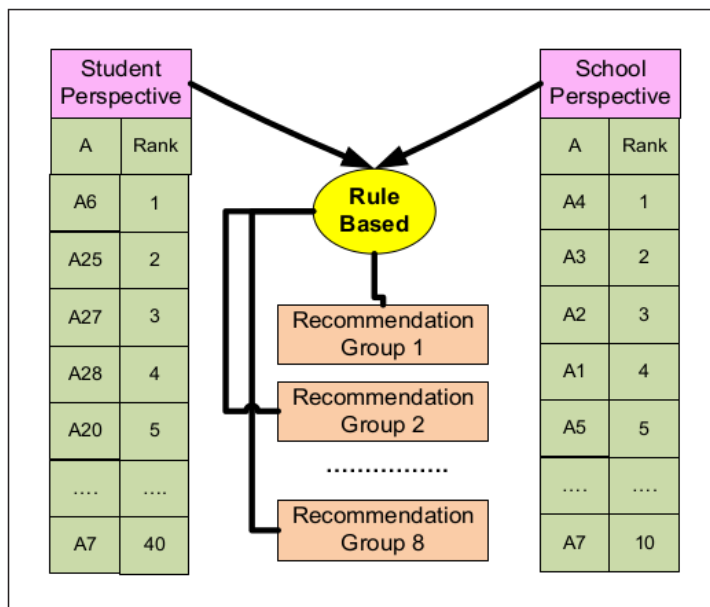 Student
Perspective
A Rank
A6 1
A25 2
A27 3
A28 4
A20 5
.... ....
A7 40
Rule
Based
Recommendation
Group 1
Recommendation
Group 2
................
Recommendation
Group 8
School
Perspective
A Rank
A4 1
A3 2
A2 3
A1 4
A5 5
.... ....
A7 10